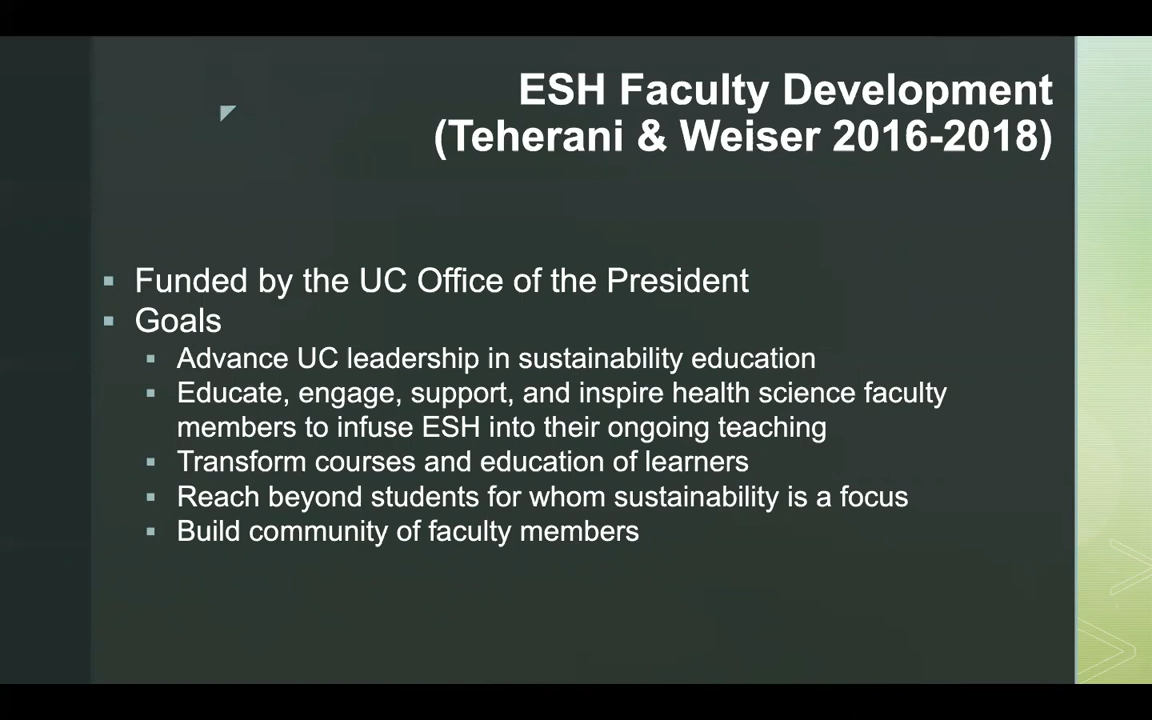 ESH Faculty Development
(Teherani & Weiser 2016-2018)
▪ Funded by the UC Office of the President
▪ Goals
▪ Advance UC leadership in sustainability education
▪ Educate, engage, support, and inspire health science faculty
members to infuse ESH into their ongoing teaching
▪ Transform courses and education of learners
▪ Reach beyond students for whom sustainability is a focus
▪ Build community of faculty members